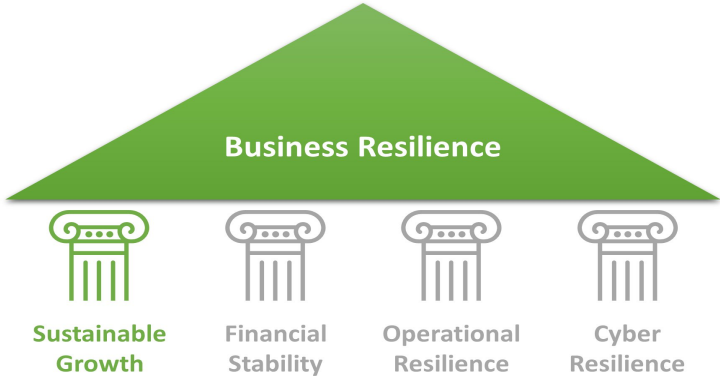 Business Resilience
Sustainable
Growth
Financial
Stability
Operational
Resilience
Cyber
Resilience